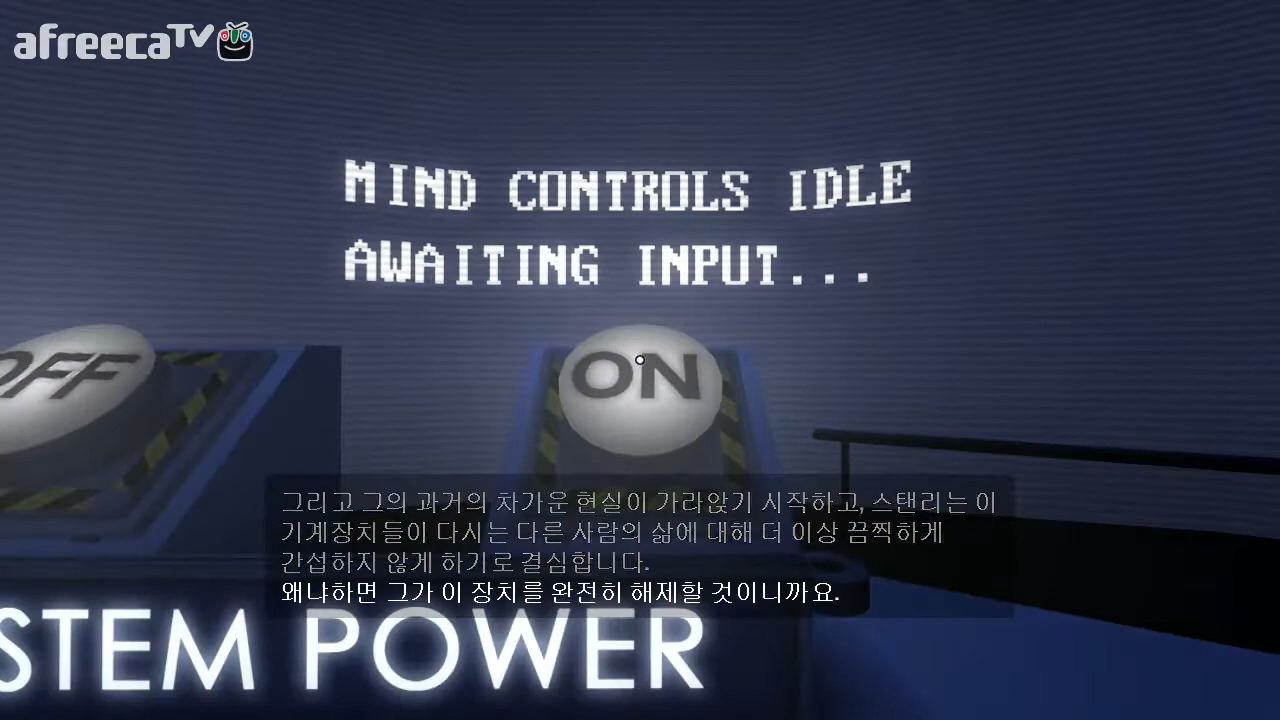 afreecaTV
MIND CONTROLS IDLE
AWAITING INPUT...
OFF
ON
그리고 그의 과거의 차가운 현실이 가라앉기 시작하고, 스탠리는 이
기계장치들이 다시는 다른 사람의 삶에 대해 더 이상 끔찍하게
간섭하지 않게 하기로 결심합니다.
왜냐하면 그가 이 장치를 완전히 해제할 것이니까요.
STEM POWER